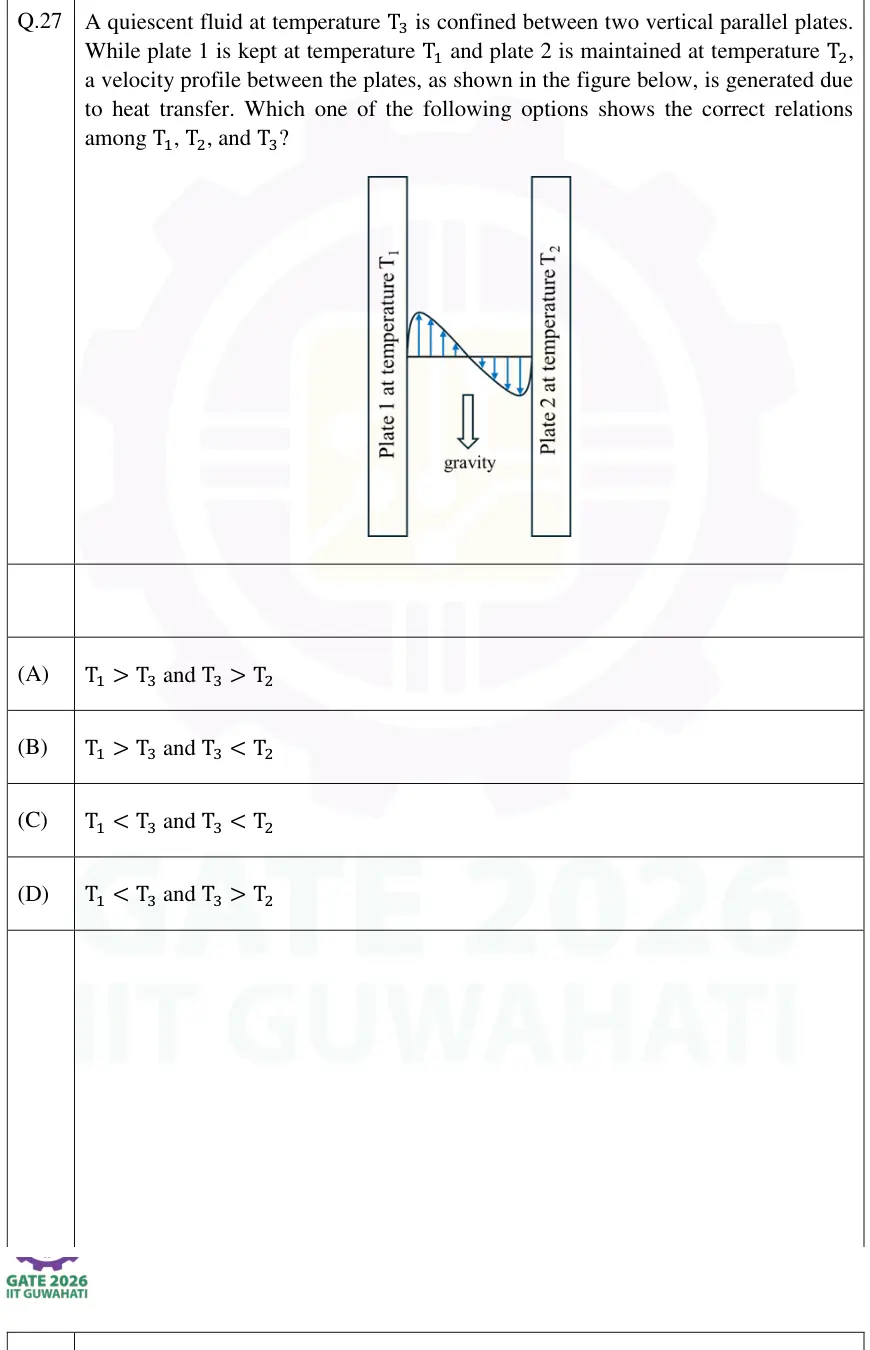 Q.27 A quiescent fluid at temperature T₃ is confined between two vertical parallel plates.
While plate 1 is kept at temperature T₁ and plate 2 is maintained at temperature T₂,
a velocity profile between the plates, as shown in the figure below, is generated due
to heat transfer. Which one of the following options shows the correct relations
among T₁, T₂, and T₃?
Plate 1 at temperature T₁
Plate 2 at temperature T₂
gravity
(A) T₁ > T₃ and T₃ > T₂
(B) T₁ > T₃ and T₃ < T₂
(C) T₁ < T₃ and T₃ < T₂
(D) T₁ < T₃ and T₃ > T₂
GATE 2026
IIT GUWAHATI
GATE 2026
IIT GUWAHATI